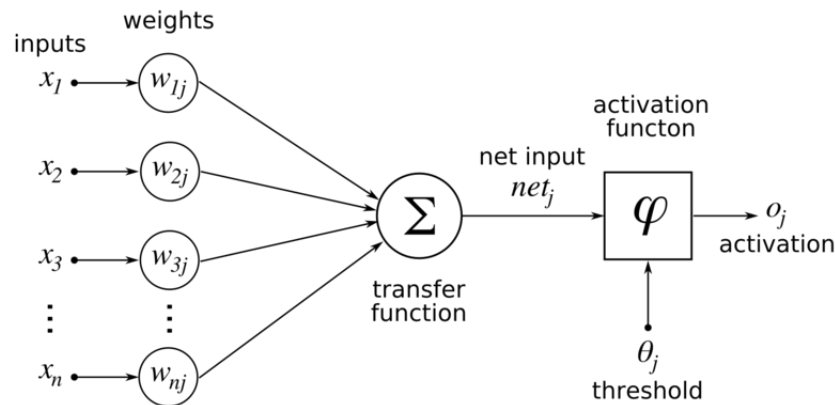 weights
inputs
x1
w1j
x2
w2j
x3
w3j
⋮
⋮
xn
wnj
Σ
transfer
function
net input
netj
activation
functon
φ
oj
activation
θj
threshold